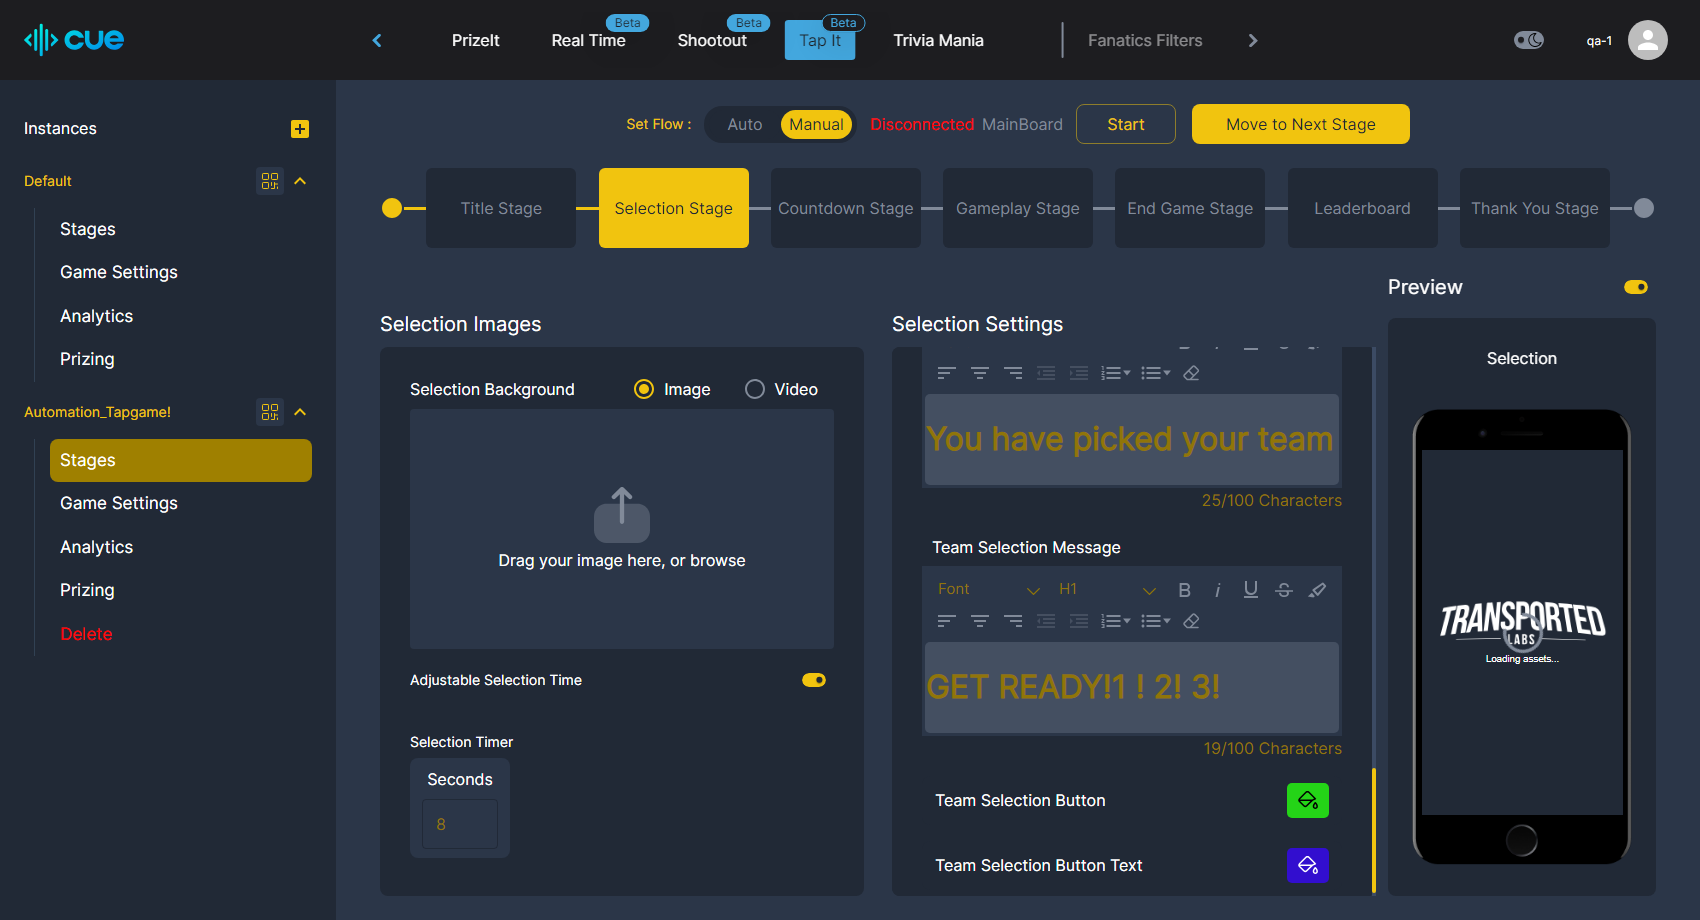 cue
PrizeIt
Real Time
Beta
Shootout
Beta
Tap It
Beta
Trivia Mania
Fanatics Filters
qa-1
Instances
Default
Stages
Game Settings
Analytics
Prizing
Automation_Tapgame!
Stages
Game Settings
Analytics
Prizing
Delete
Set Flow :
Auto
Manual
Disconnected MainBoard
Start
Move to Next Stage
Title Stage
Selection Stage
Countdown Stage
Gameplay Stage
End Game Stage
Leaderboard
Thank You Stage
Selection Images
Selection Background
Image
Video
Drag your image here, or browse
Adjustable Selection Time
Selection Timer
Seconds
8
Selection Settings
You have picked your team
25/100 Characters
Team Selection Message
Font
H1
B
i
U
S
GET READY!1 ! 2! 3!
19/100 Characters
Team Selection Button
Team Selection Button Text
Preview
Selection
TRANSPORTED
LABS
Loading assets...